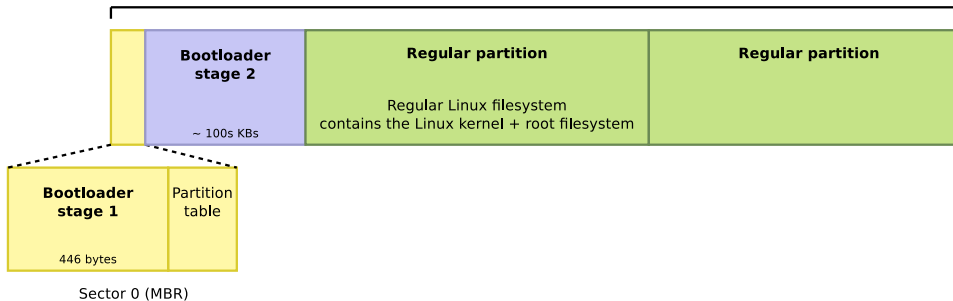 Bootloader
stage 2
~ 100s KBs
Regular partition
Regular Linux filesystem
contains the Linux kernel + root filesystem
Regular partition
Bootloader
stage 1
446 bytes
Partition
table
Sector 0 (MBR)